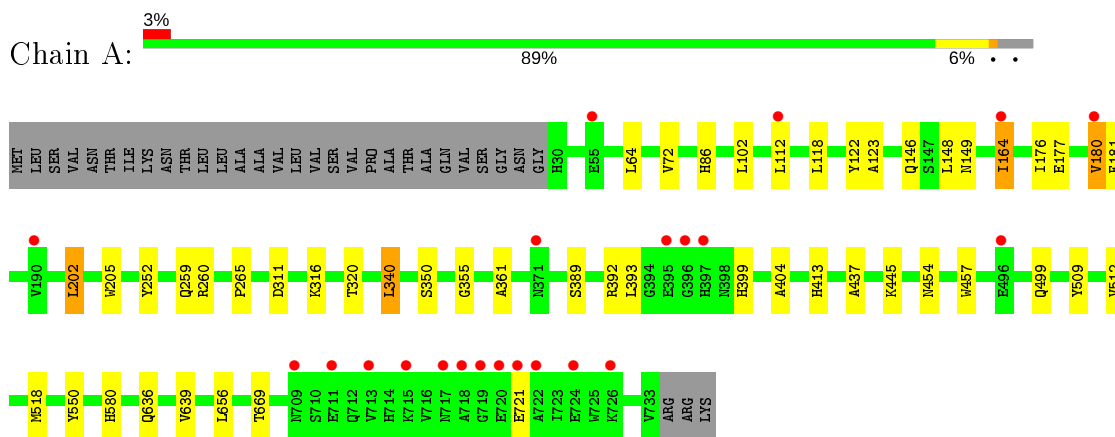 3%
Chain A:
89% 6% • •
MET LEU SER VAL ASN THR ILE LYS ASN THR LEU LEU ALA ALA VAL LEU VAL SER VAL PRO ALA THR ALA GLN VAL SER GLY ASN GLY H30 E55 L64 V72 H86 L102 L112 L118 Y122 A123 Q146 S147 L148 N149 I164 I176 E177 V180
V190 L202 W205 Y252 Q259 R260 P265 D311 K316 T320 L340 S350 G355 A361 N371 S389 R392 L393 G394 E395 G396 H397 N398 H399 A404 H413 A437 K445 N454 W457 E496 Q499 Y509
M518 Y550 H580 Q636 V639 L656 T669 N709 S710 E711 Q712 V713 H714 K715 V716 N717 A718 G719 E720 E721 A722 I723 E724 W725 K726 V733 ARG ARG LYS